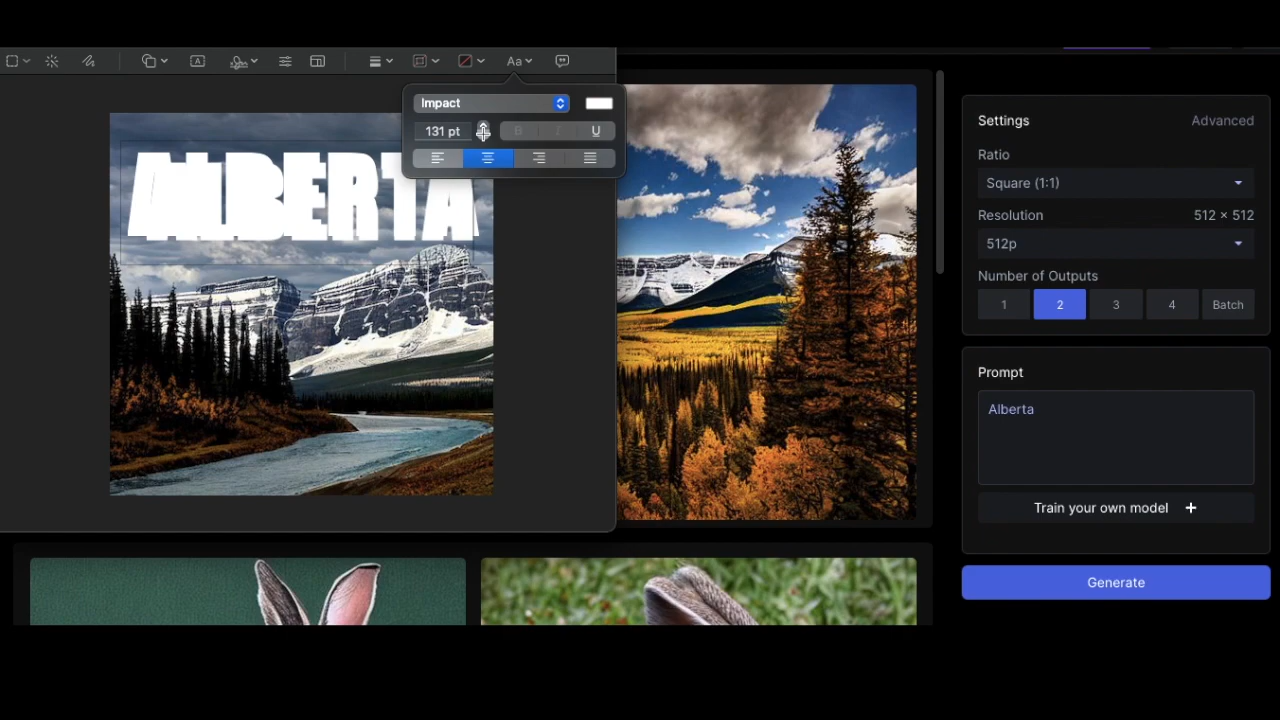 Aa
Impact
131 pt
B I U
ALBERTA
Settings
Advanced
Ratio
Square (1:1)
Resolution
512 × 512
512p
Number of Outputs
1
2
3
4
Batch
Prompt
Alberta
Train your own model +
Generate